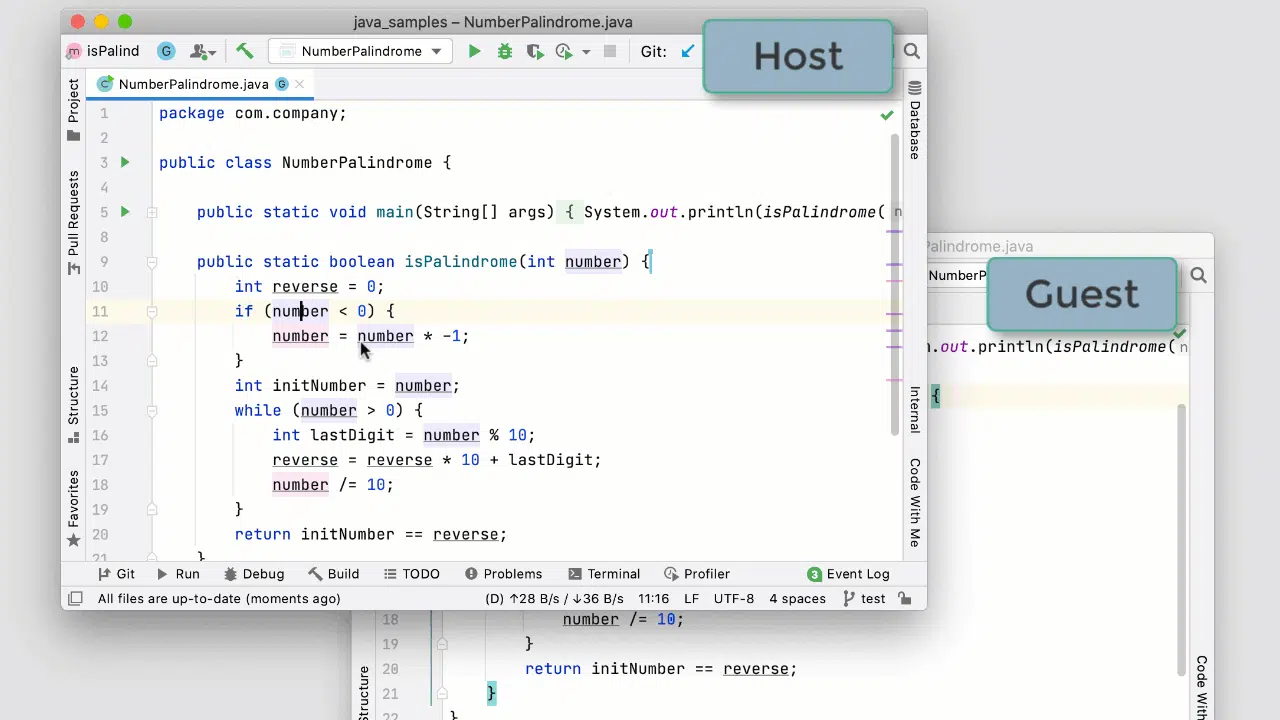 java_samples – NumberPalindrome.java
isPalind
NumberPalindrome
Git:
Host
Project
Pull Requests
Structure
Favorites
NumberPalindrome.java
Database
Internal
Code With Me
1 package com.company;
2
3 public class NumberPalindrome {
4
5 public static void main(String[] args) { System.out.println(isPalindrome( n
8
9 public static boolean isPalindrome(int number) {
10 int reverse = 0;
11 if (number < 0) {
12 number = number * -1;
13 }
14 int initNumber = number;
15 while (number > 0) {
16 int lastDigit = number % 10;
17 reverse = reverse * 10 + lastDigit;
18 number /= 10;
19 }
20 return initNumber == reverse;
21 }
Git Run Debug Build TODO Problems Terminal Profiler 3 Event Log
All files are up-to-date (moments ago) (D) ↑28 B/s / ↓36 B/s 11:16 LF UTF-8 4 spaces test
Palindrome.java
NumberP
Guest
.out.println(isPalindrome( n
{
18 number /= 10;
19 }
20 return initNumber == reverse;
21 }
22 }
Structure
Code With